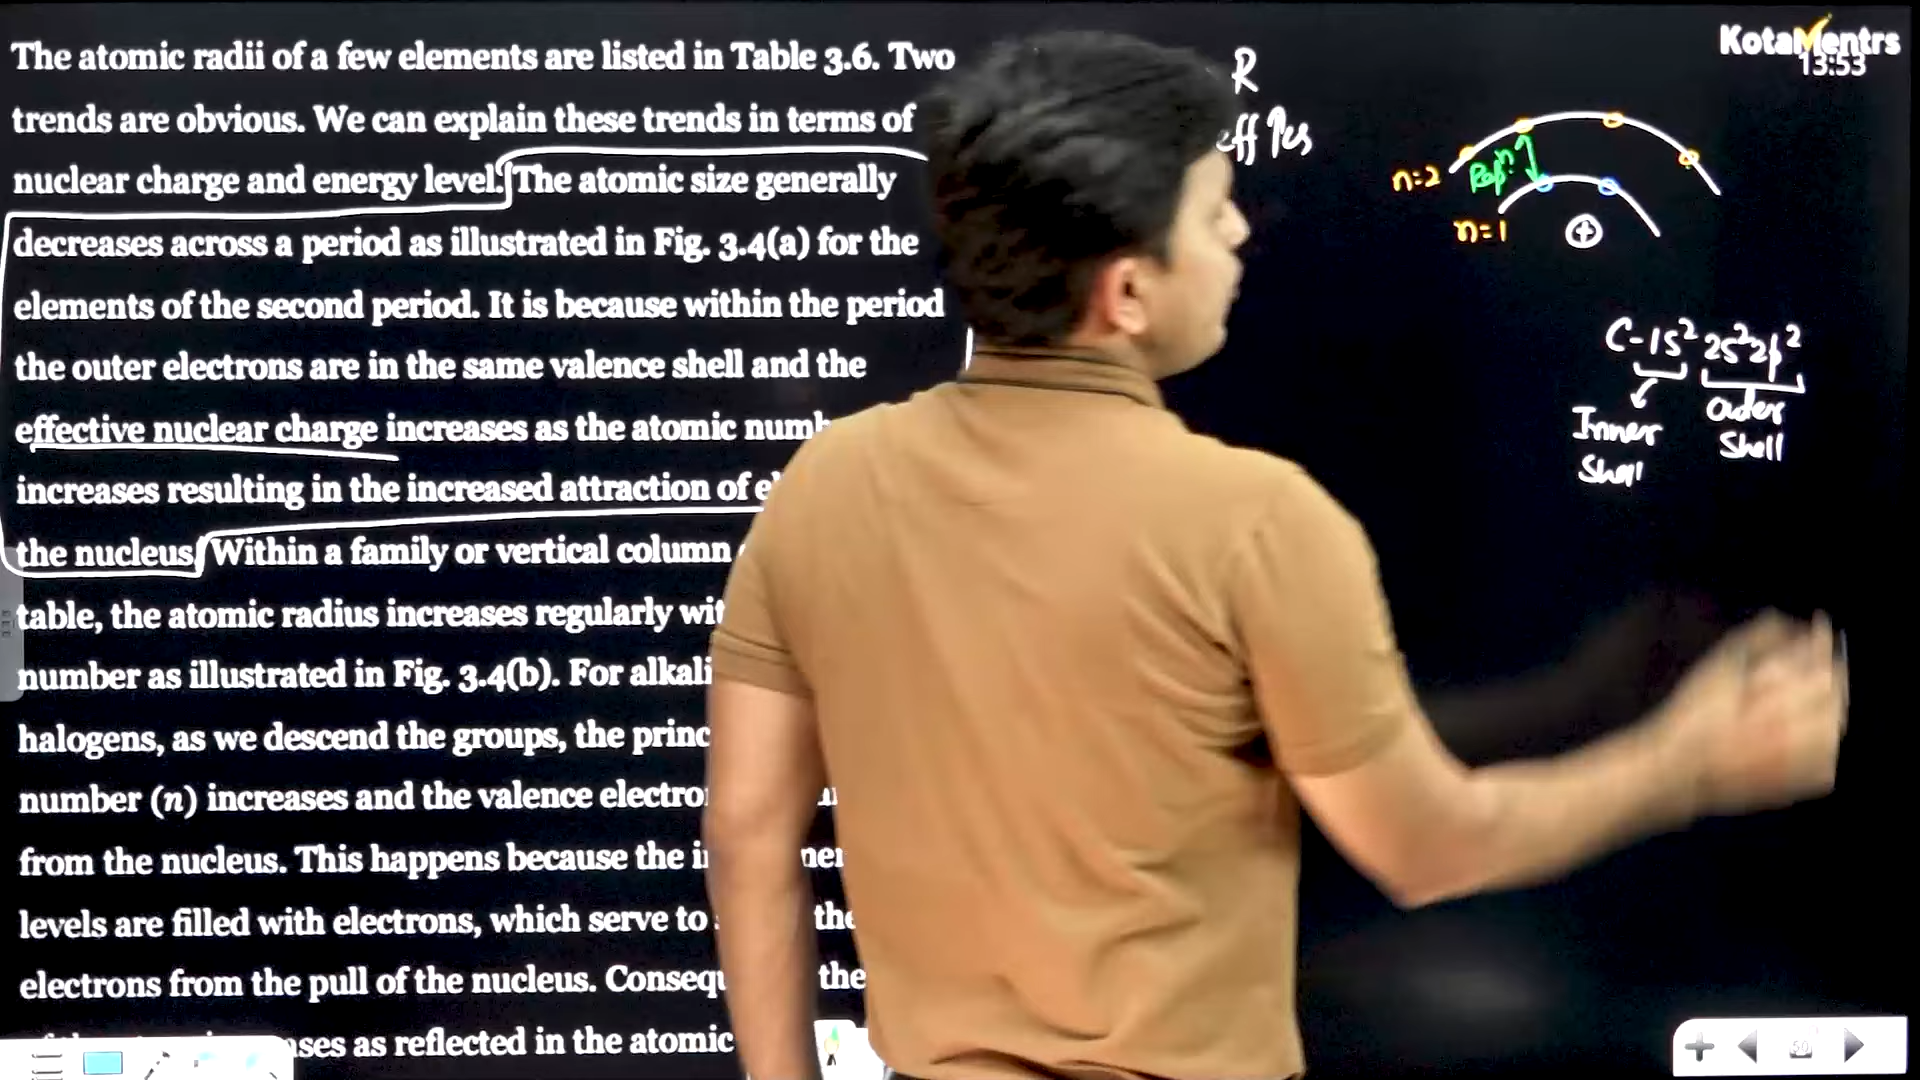 The atomic radii of a few elements are listed in Table 3.6. Two
trends are obvious. We can explain these trends in terms of
nuclear charge and energy level. The atomic size generally
decreases across a period as illustrated in Fig. 3.4(a) for the
elements of the second period. It is because within the period
the outer electrons are in the same valence shell and the
effective nuclear charge increases as the atomic
increases resulting in the increased attraction of
the nucleus. Within a family or vertical column
table, the atomic radius increases regularly
number as illustrated in Fig. 3.4(b). For
halogens, as we descend the groups, the
number (n) increases and the valence
from the nucleus. This happens because the
levels are filled with electrons, which serve to the
electrons from the pull of the nucleus. the
as reflected in the atomic
R
eff
KotaMentrs
13:53
n=2
n=1
+
C-1s² 2s²2p²
Inner
Shell
outer
Shell
50